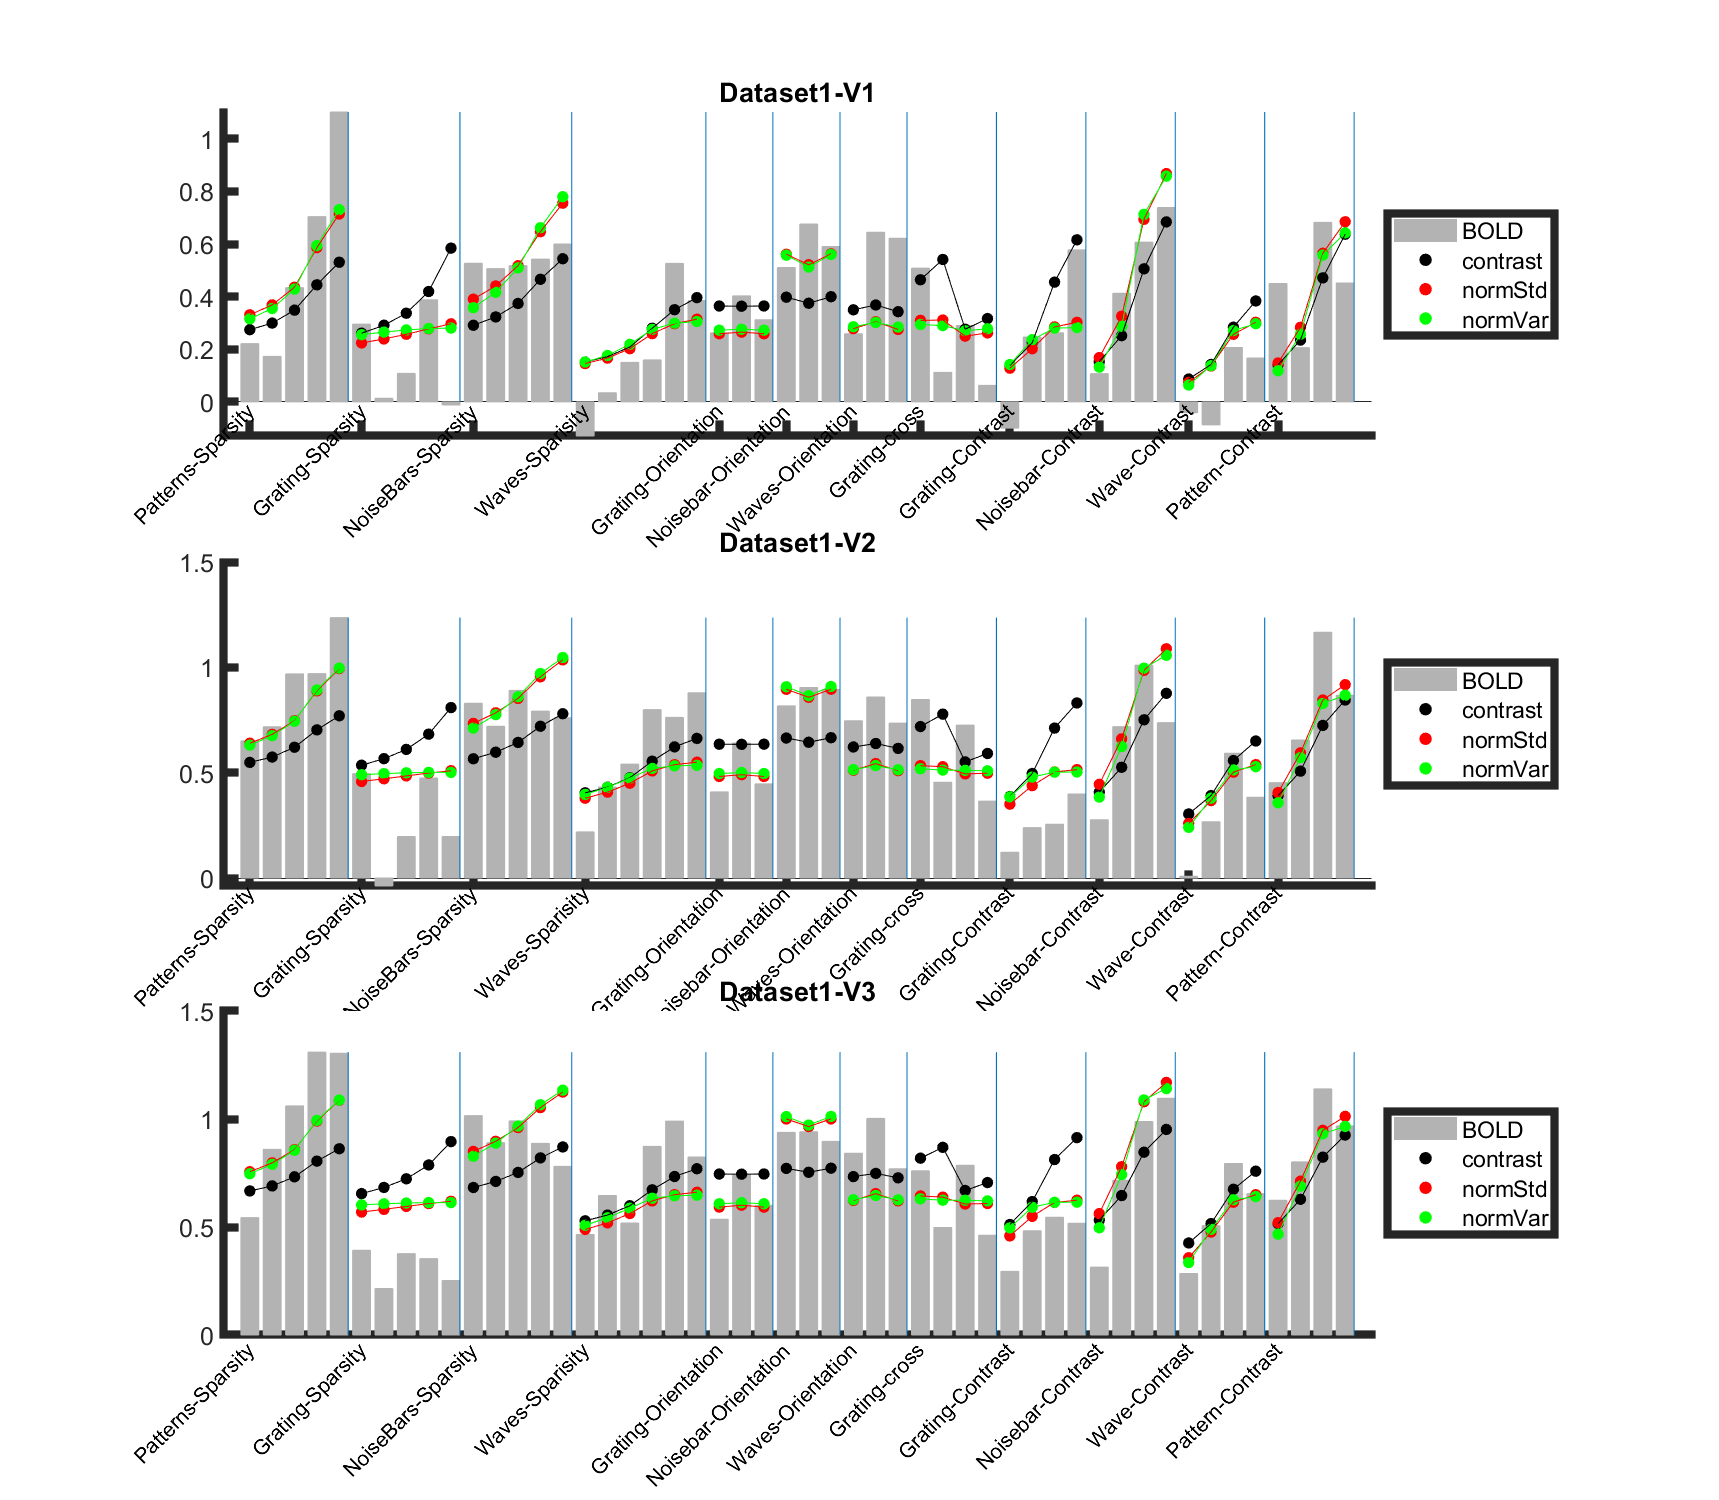 Dataset1-V1
1
0.8
0.6
0.4
0.2
0
BOLD
contrast
normStd
normVar
Patterns-Sparsity
Grating-Sparsity
NoiseBars-Sparsity
Waves-Sparisity
Grating-Orientation
Noisebar-Orientation
Waves-Orientation
Grating-cross
Grating-Contrast
Noisebar-Contrast
Wave-Contrast
Pattern-Contrast
Dataset1-V2
1.5
1
0.5
0
BOLD
contrast
normStd
normVar
Patterns-Sparsity
Grating-Sparsity
NoiseBars-Sparsity
Waves-Sparisity
Grating-Orientation
Noisebar-Orientation
Waves-Orientation
Grating-cross
Grating-Contrast
Noisebar-Contrast
Wave-Contrast
Pattern-Contrast
Dataset1-V3
1.5
1
0.5
0
BOLD
contrast
normStd
normVar
Patterns-Sparsity
Grating-Sparsity
NoiseBars-Sparsity
Waves-Sparisity
Grating-Orientation
Noisebar-Orientation
Waves-Orientation
Grating-cross
Grating-Contrast
Noisebar-Contrast
Wave-Contrast
Pattern-Contrast